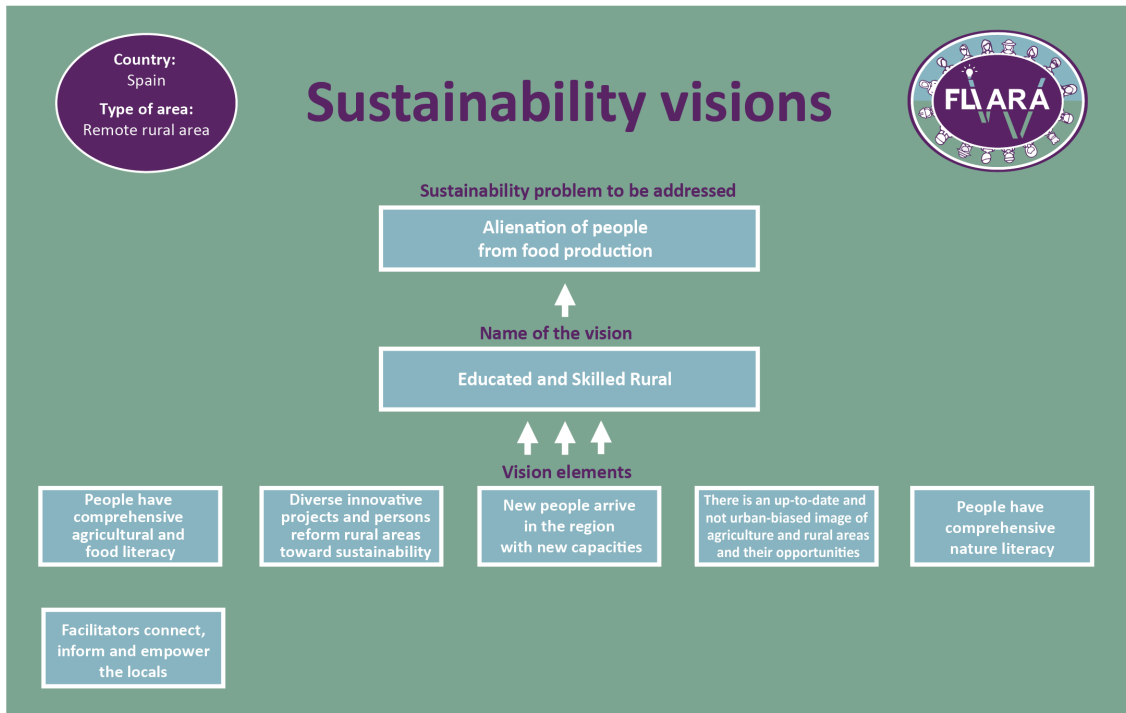 Country:
Spain
Type of area:
Remote rural area
Sustainability visions
FLIARA
Sustainability problem to be addressed
Alienation of people
from food production
Name of the vision
Educated and Skilled Rural
Vision elements
People have
comprehensive
agricultural and
food literacy
Diverse innovative
projects and persons
reform rural areas
toward sustainability
New people arrive
in the region
with new capacities
There is an up-to-date and
not urban-biased image of
agriculture and rural areas
and their opportunities
People have
comprehensive
nature literacy
Facilitators connect,
inform and empower
the locals